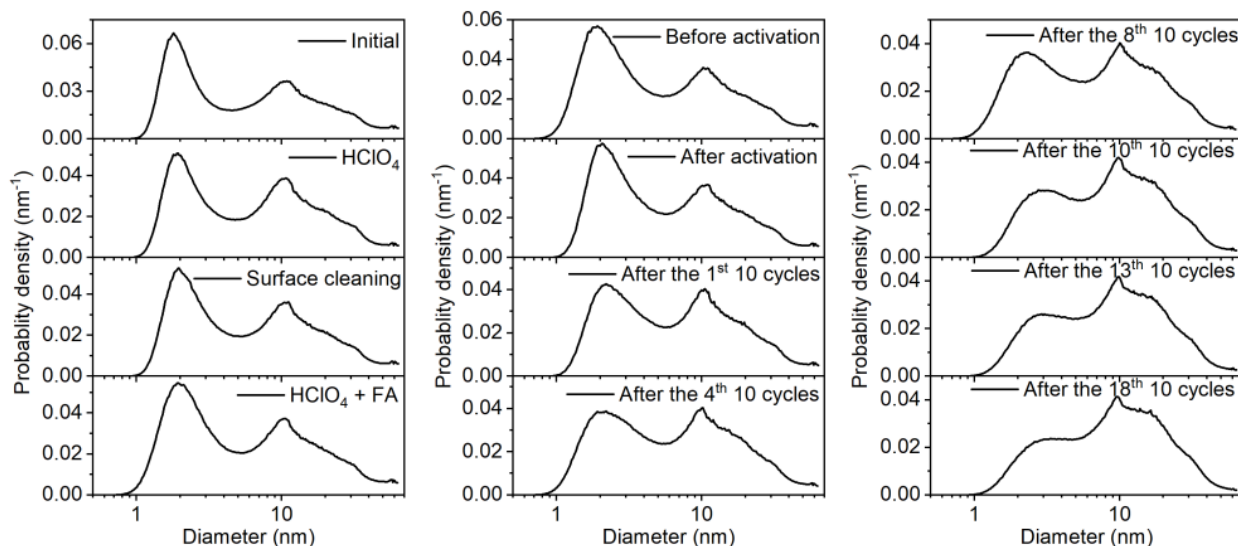 Probablity density (nm⁻¹)
0.06
0.03
0.00
Initial
0.04
0.02
0.00
HClO₄
0.04
0.02
0.00
Surface cleaning
0.04
0.02
0.00
HClO₄ + FA
1
10
Diameter (nm)
Probablity density (nm⁻¹)
0.06
0.04
0.02
0.00
Before activation
0.04
0.02
0.00
After activation
0.04
0.02
0.00
After the 1ˢᵗ 10 cycles
0.04
0.02
0.00
After the 4ᵗʰ 10 cycles
1
10
Diameter (nm)
Probablity density (nm⁻¹)
0.04
0.02
0.00
After the 8ᵗʰ 10 cycles
0.04
0.02
0.00
After the 10ᵗʰ 10 cycles
0.04
0.02
0.00
After the 13ᵗʰ 10 cycles
0.04
0.02
0.00
After the 18ᵗʰ 10 cycles
1
10
Diameter (nm)